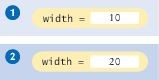 1 width = 10
2 width = 20